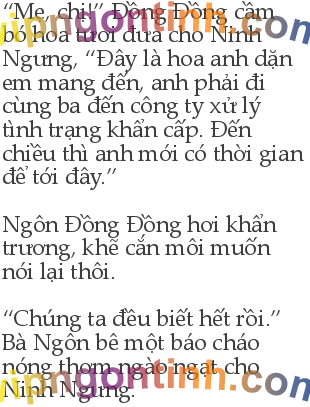 “Mẹ, chị!” Đồng Đồng cầm
bó hoa tươi đưa cho Ninh
Ngưng, “Đây là hoa anh dặn
em mang đến, anh phải đi
cùng ba đến công ty xử lý
tình trạng khẩn cấp. Đến
chiều thì anh mới có thời gian
để tới đây.”
Ngôn Đồng Đồng hơi khẩn
trương, khẽ cắn môi muốn
nói lại thôi.
“Chúng ta đều biết hết rồi.”
Bà Ngôn bê một báo cháo
nóng thơm ngào ngạt cho
Ninh Ngưng.
vipngontinh.com
vipngontinh.com